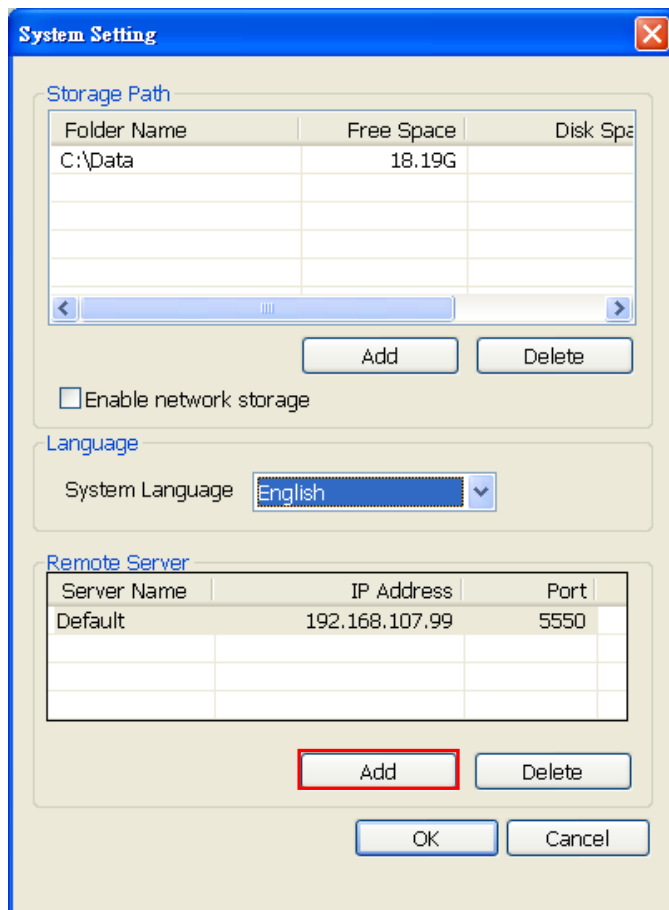 System Setting
Storage Path
Folder Name Free Space Disk Spa
C:\Data 18.19G
Add Delete
Enable network storage
Language
System Language English
Remote Server
Server Name IP Address Port
Default 192.168.107.99 5550
Add Delete
OK Cancel